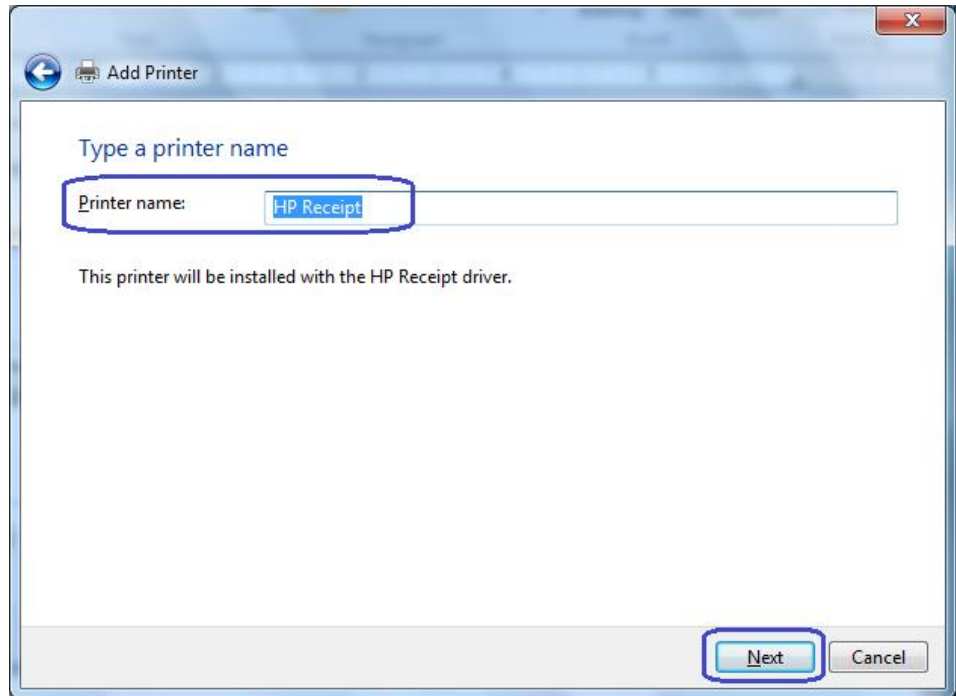 Add Printer
Type a printer name
Printer name: HP Receipt
This printer will be installed with the HP Receipt driver.
Next Cancel